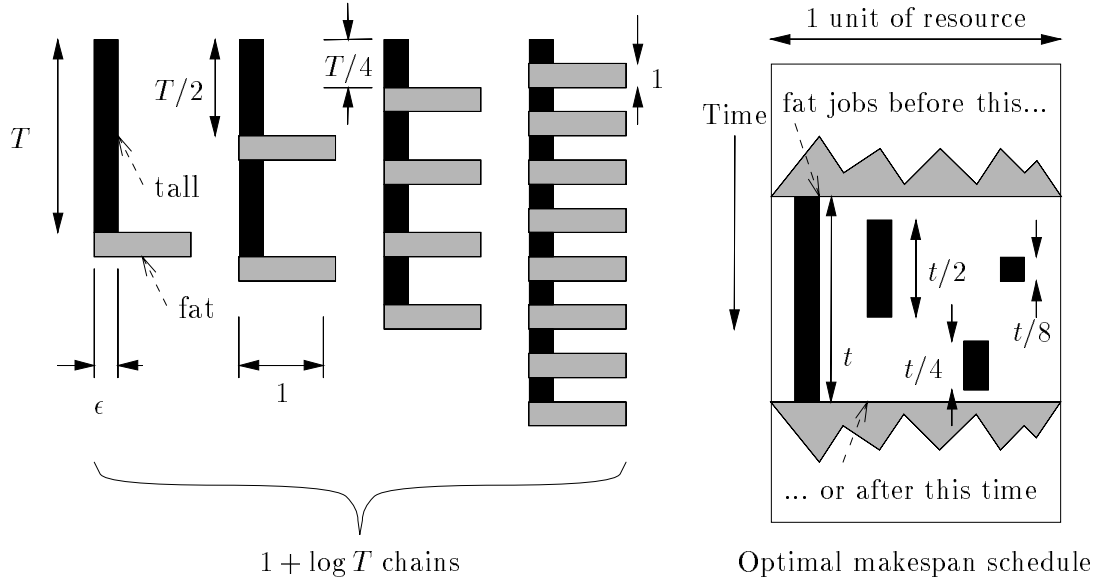 T
T/2
T/4
1
tall
fat
ϵ
1
1 + log T chains
1 unit of resource
Time
fat jobs before this...
t
t/2
t/4
t/8
... or after this time
Optimal makespan schedule